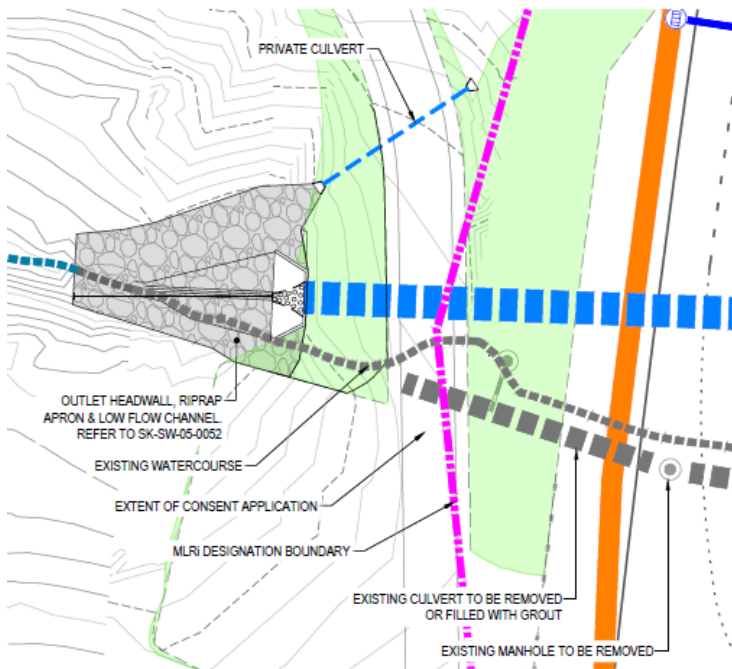 PRIVATE CULVERT
OUTLET HEADWALL, RIPRAP
APRON & LOW FLOW CHANNEL.
REFER TO SK-SW-05-0052
EXISTING WATERCOURSE
EXTENT OF CONSENT APPLICATION
MLRi DESIGNATION BOUNDARY
EXISTING CULVERT TO BE REMOVED
OR FILLED WITH GROUT
EXISTING MANHOLE TO BE REMOVED